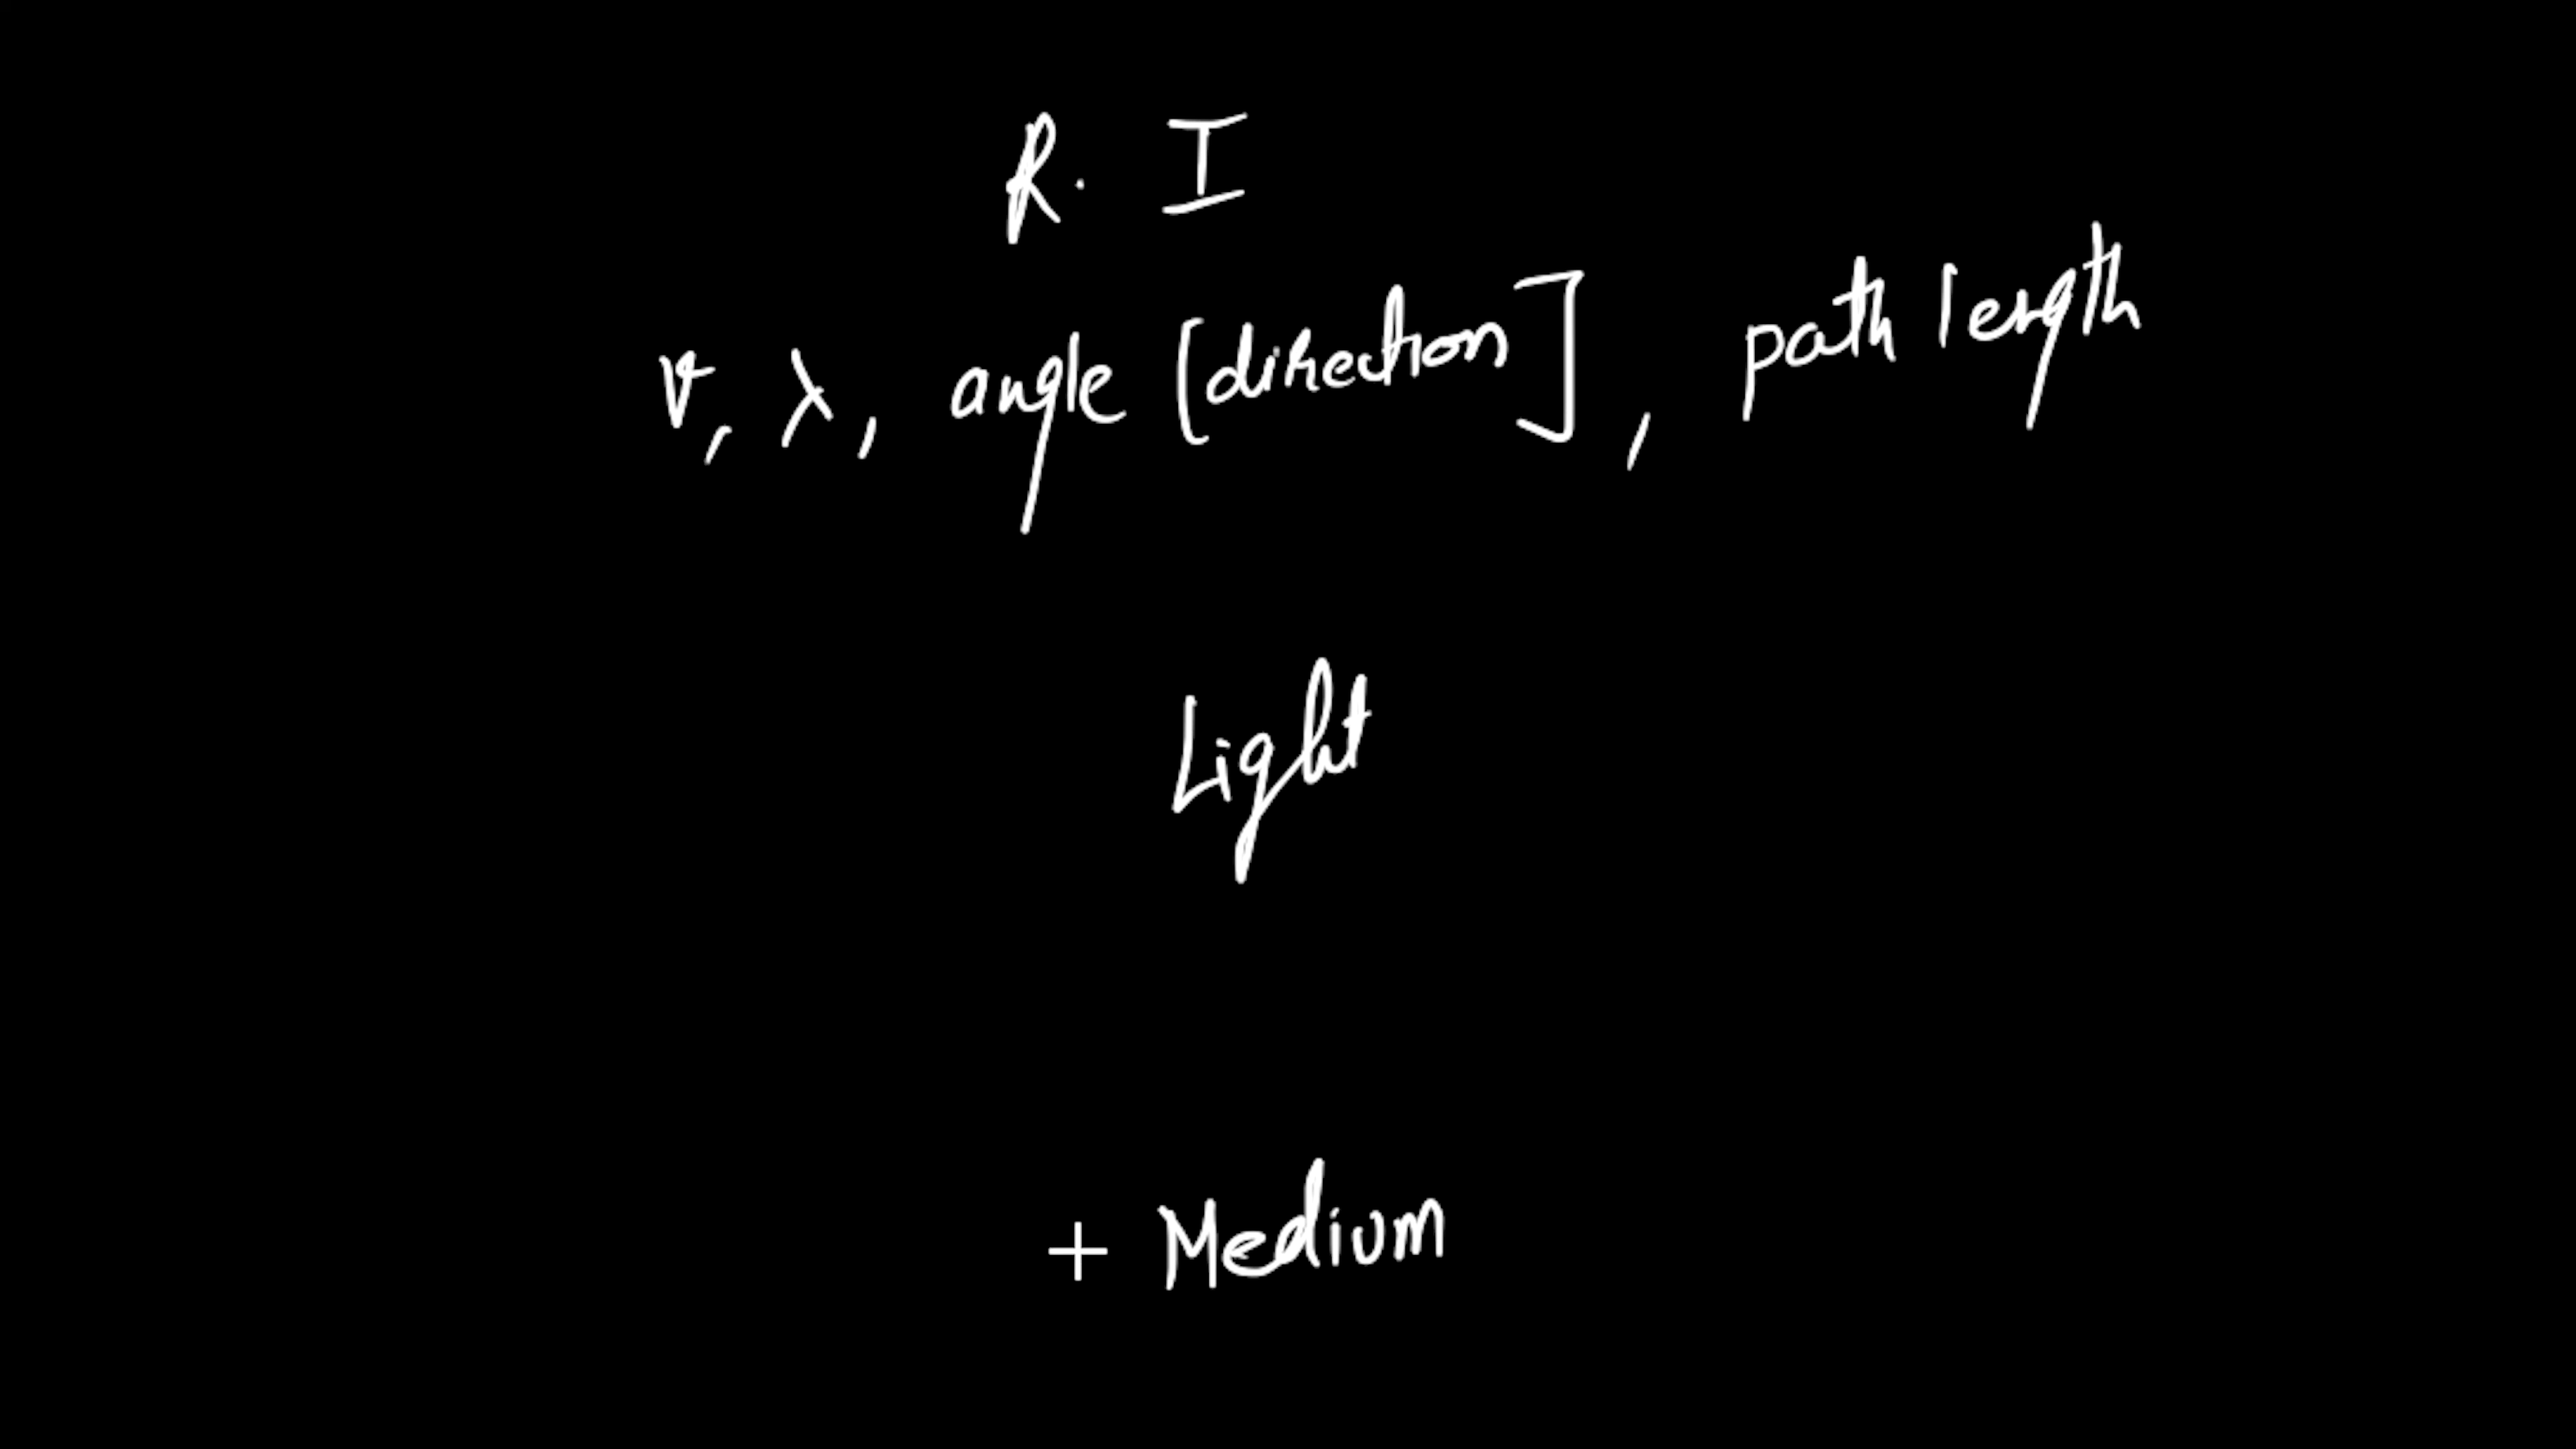 R. I
v, λ, angle [direction], path length
Light
+ Medium